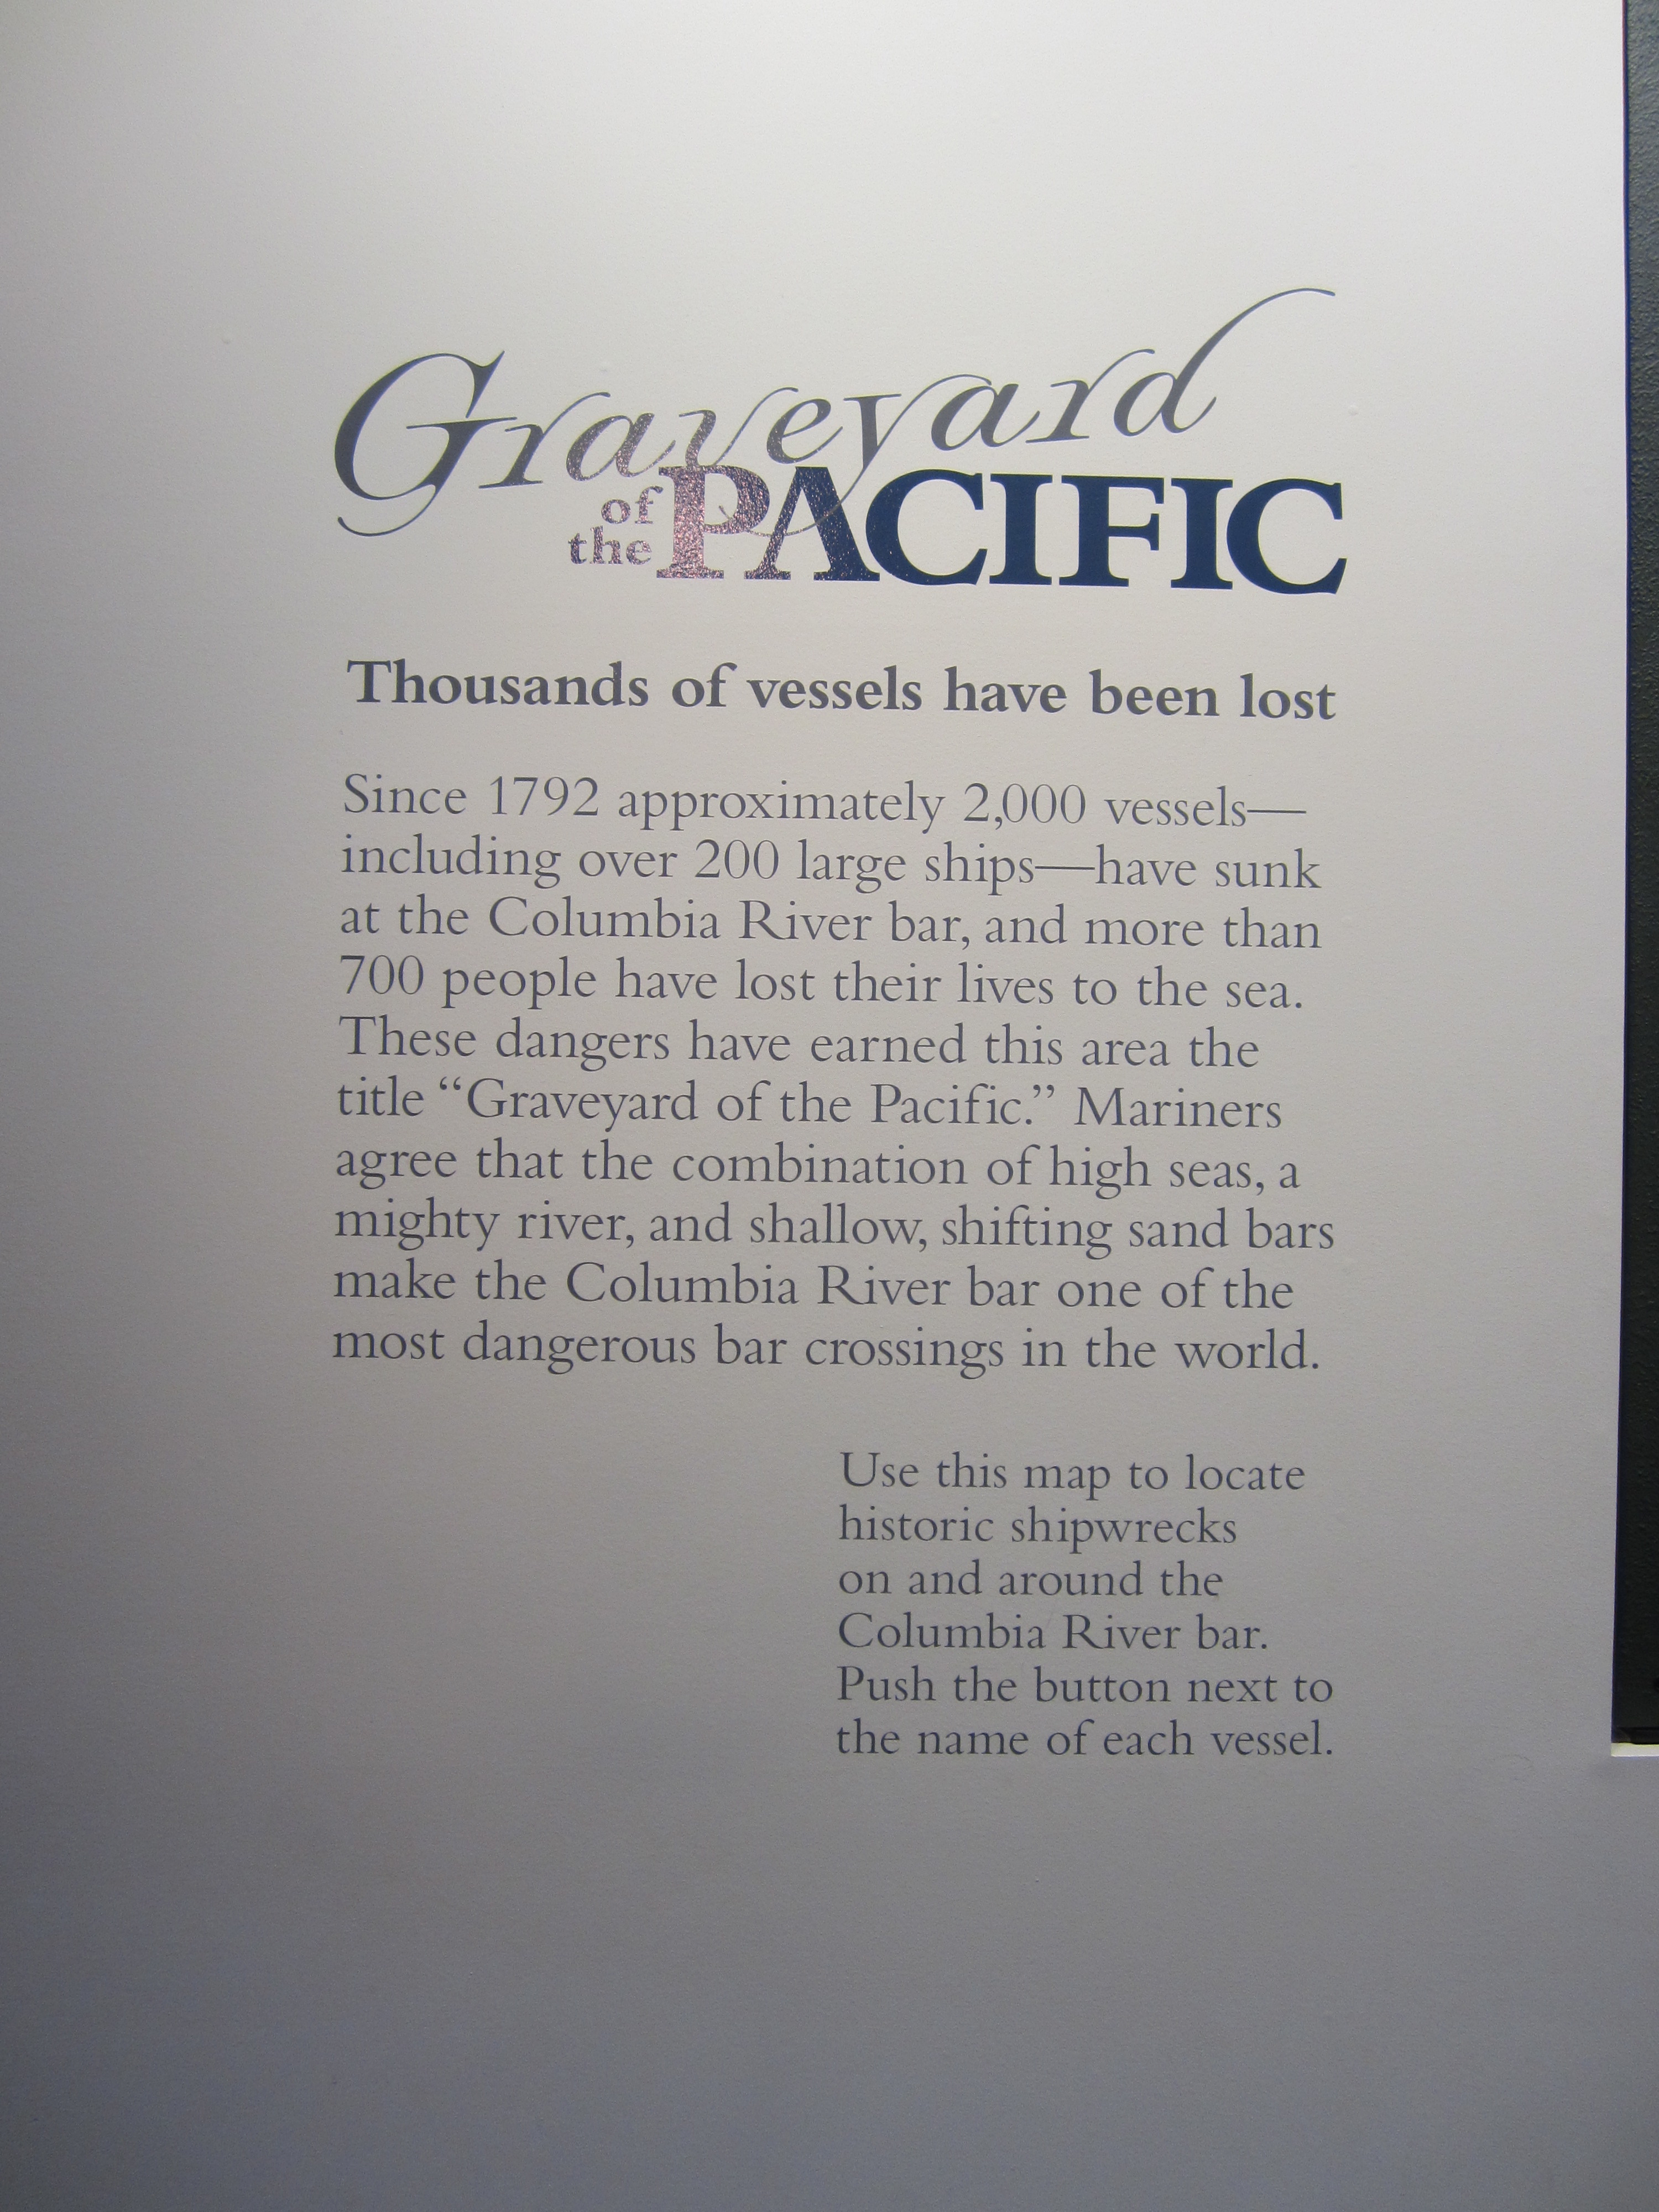 Graveyard
of
the PACIFIC
Thousands of vessels have been lost
Since 1792 approximately 2,000 vessels—
including over 200 large ships—have sunk
at the Columbia River bar, and more than
700 people have lost their lives to the sea.
These dangers have earned this area the
title “Graveyard of the Pacific.” Mariners
agree that the combination of high seas, a
mighty river, and shallow, shifting sand bars
make the Columbia River bar one of the
most dangerous bar crossings in the world.
Use this map to locate
historic shipwrecks
on and around the
Columbia River bar.
Push the button next to
the name of each vessel.